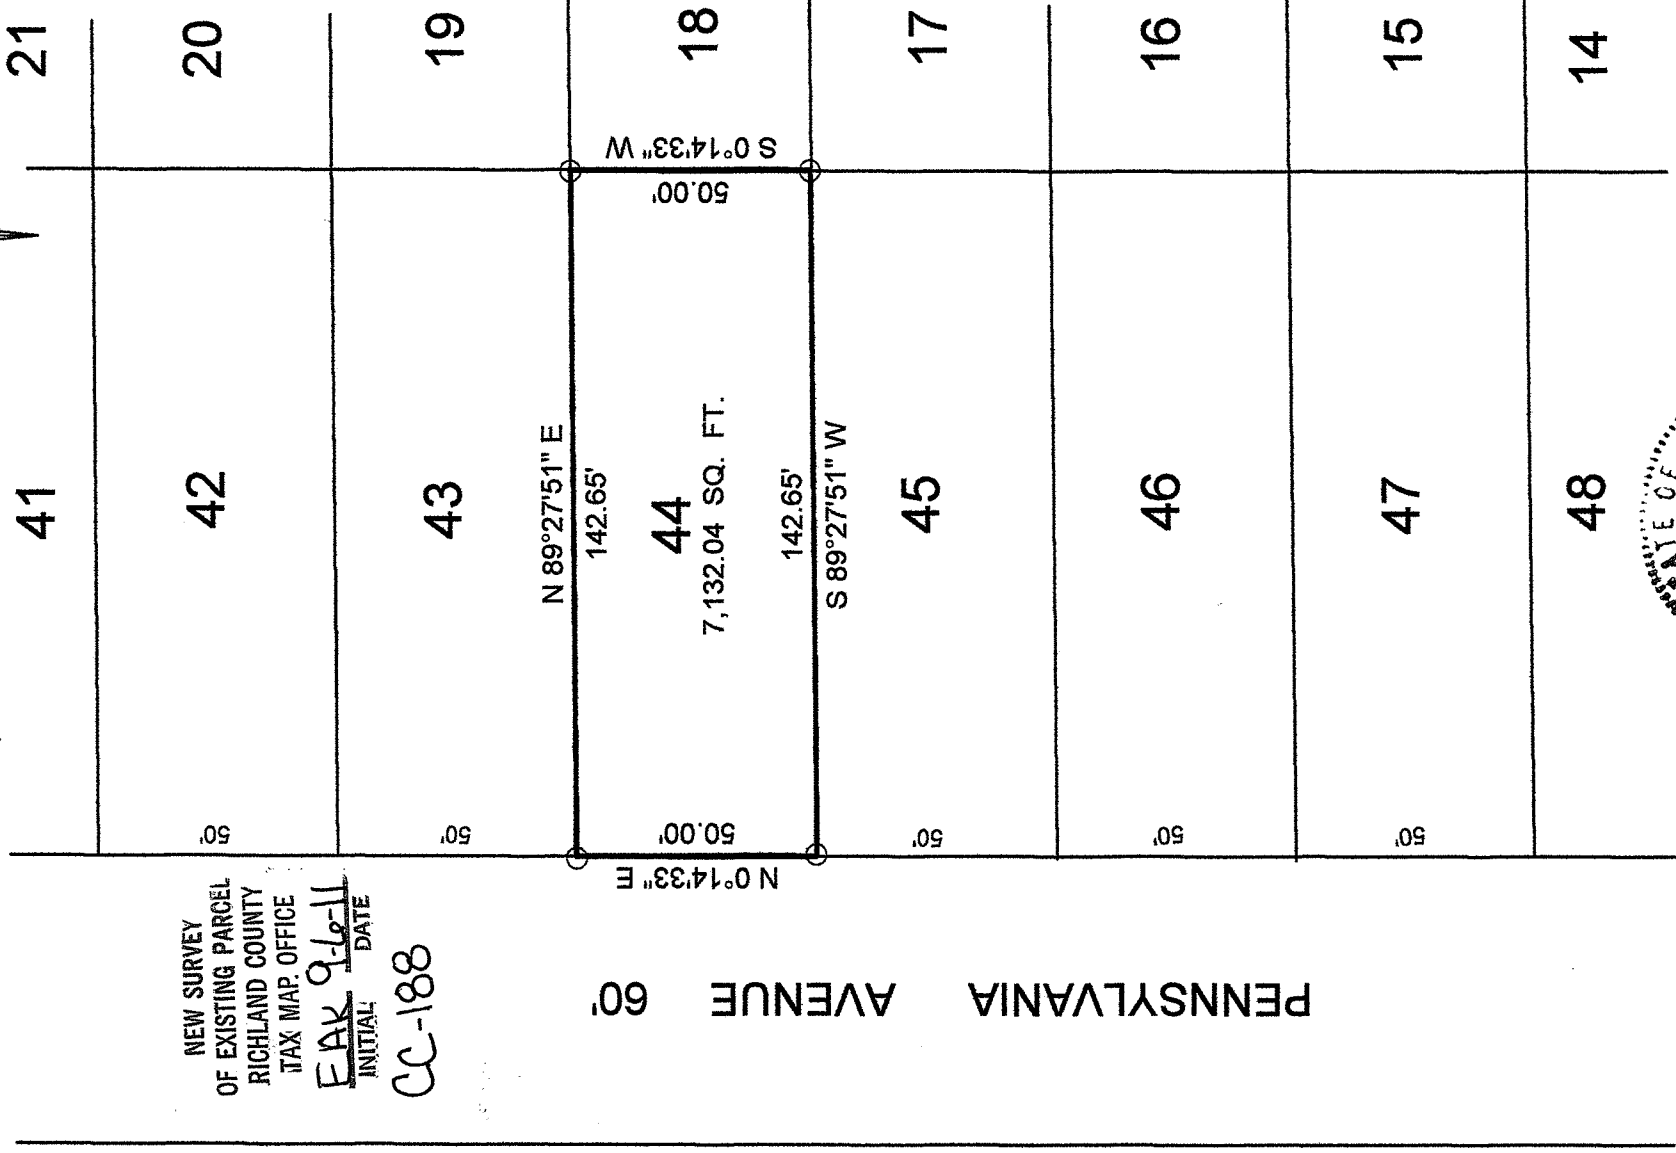 21
20
19
18
17
16
15
14
S 0°14'33" W
50.00'
41
42
43
N 89°27'51" E
142.65'
44
7,132.04 SQ. FT.
142.65'
S 89°27'51" W
45
46
47
48
50'
50'
50.00'
50'
50'
50'
N 0°14'33" E
NEW SURVEY
OF EXISTING PARCEL
RICHLAND COUNTY
TAX MAP OFFICE
EAK 9-6-11
INITIAL DATE
CC-188
PENNSYLVANIA AVENUE 60'
STATE OF